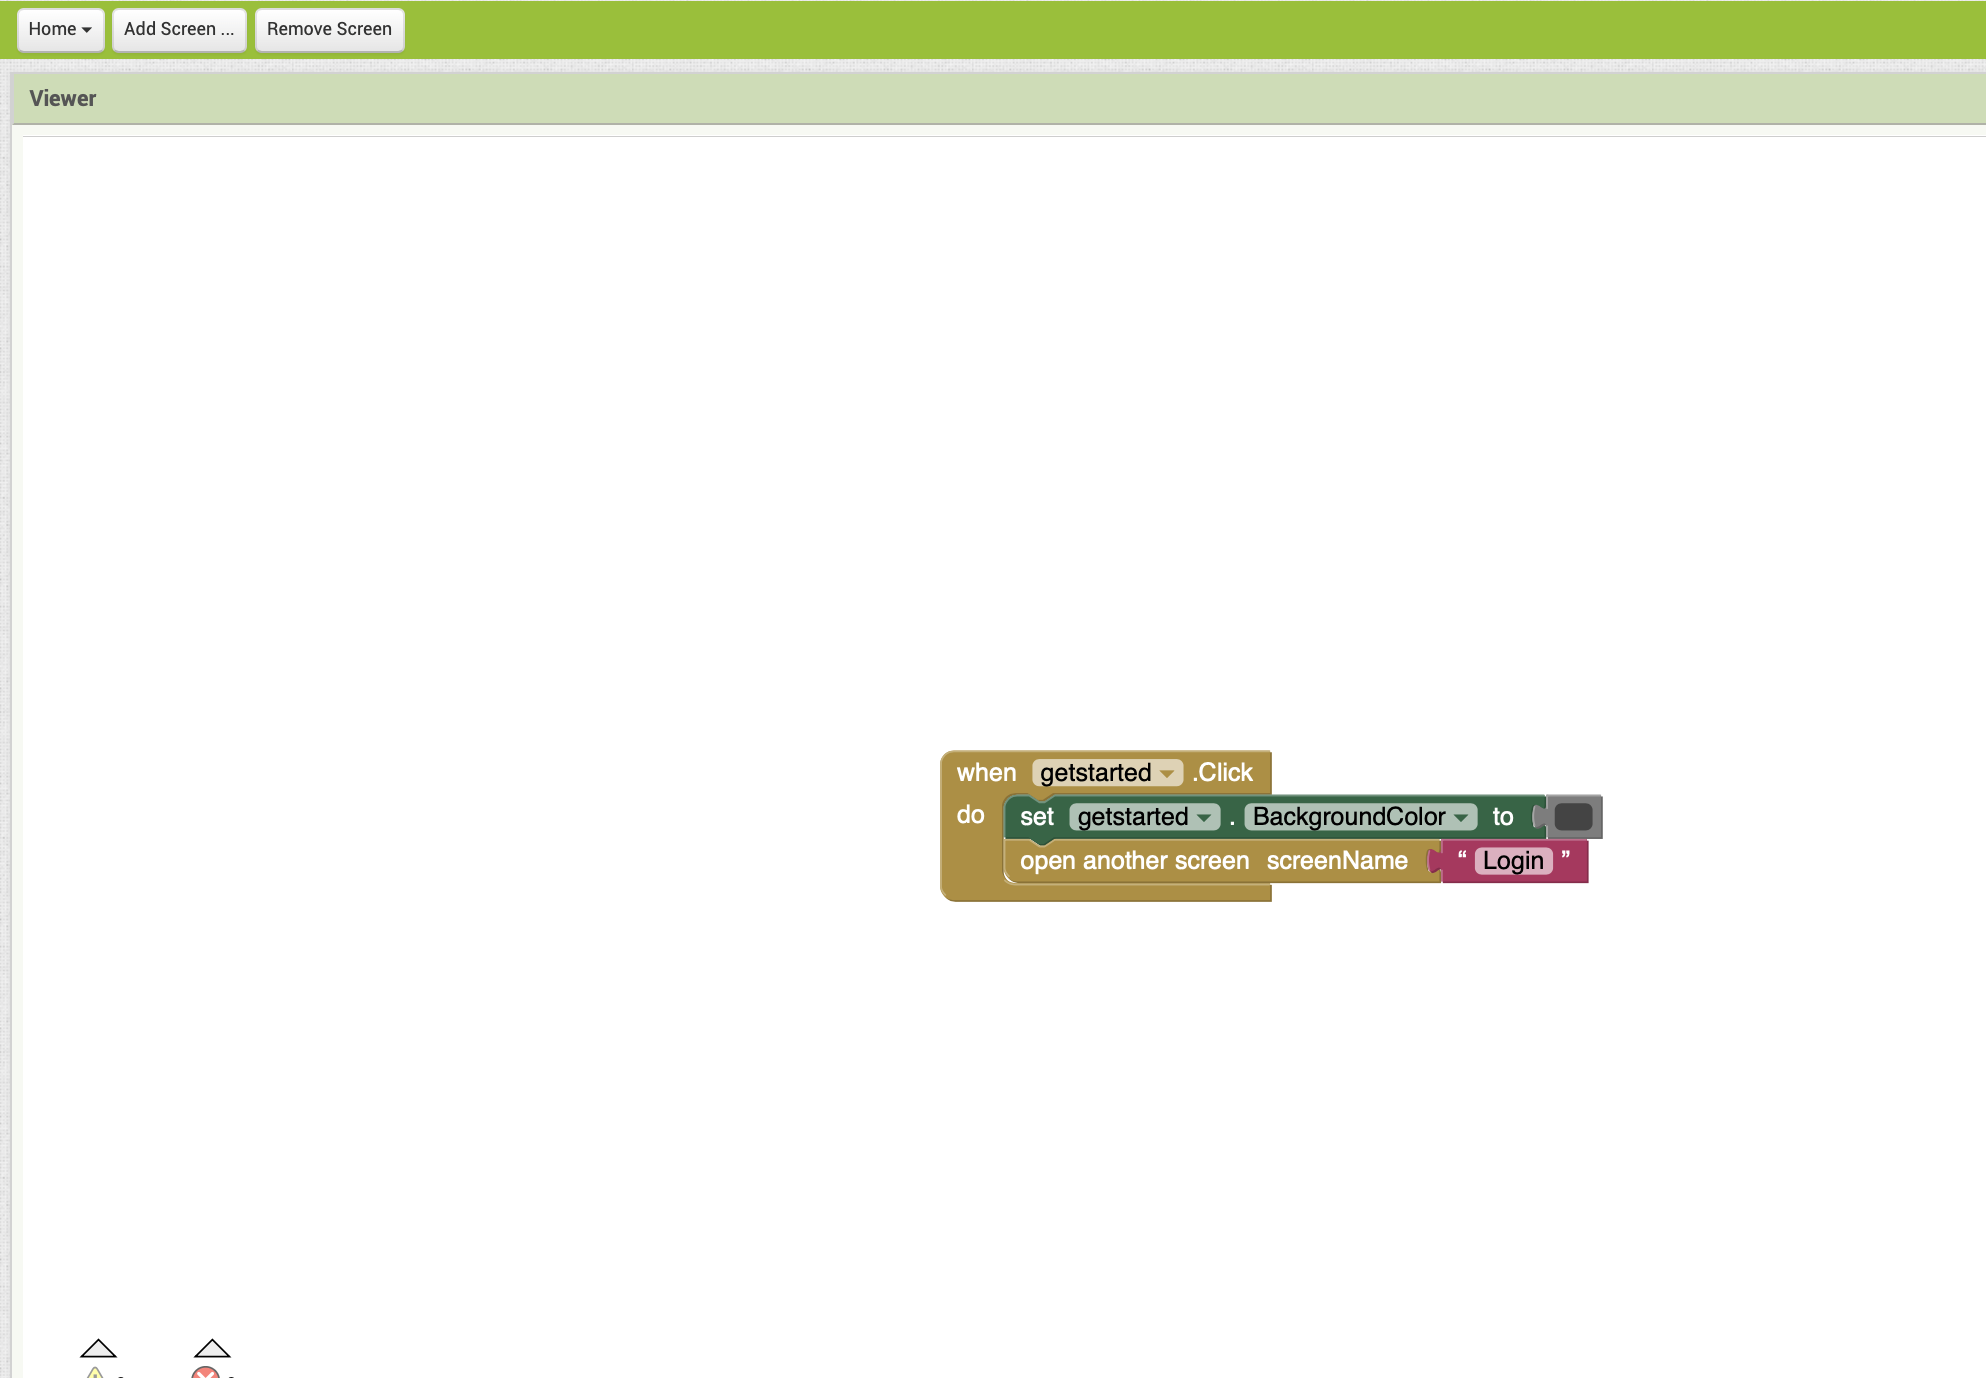 Home Add Screen ... Remove Screen
Viewer
when getstarted .Click
do set getstarted . BackgroundColor to
open another screen screenName “ Login ”